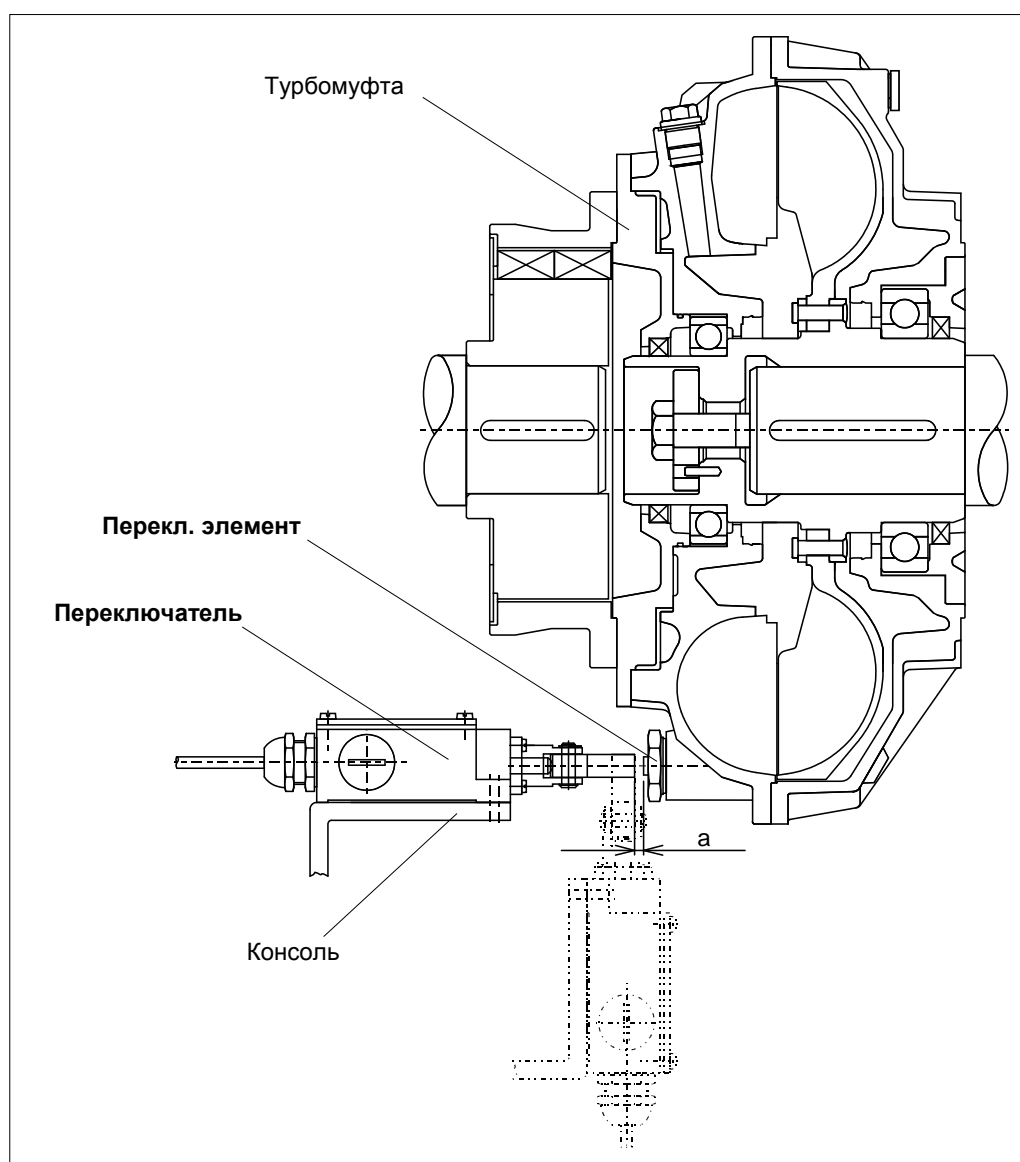 Турбомуфта
Перекл. элемент
Переключатель
a
Консоль